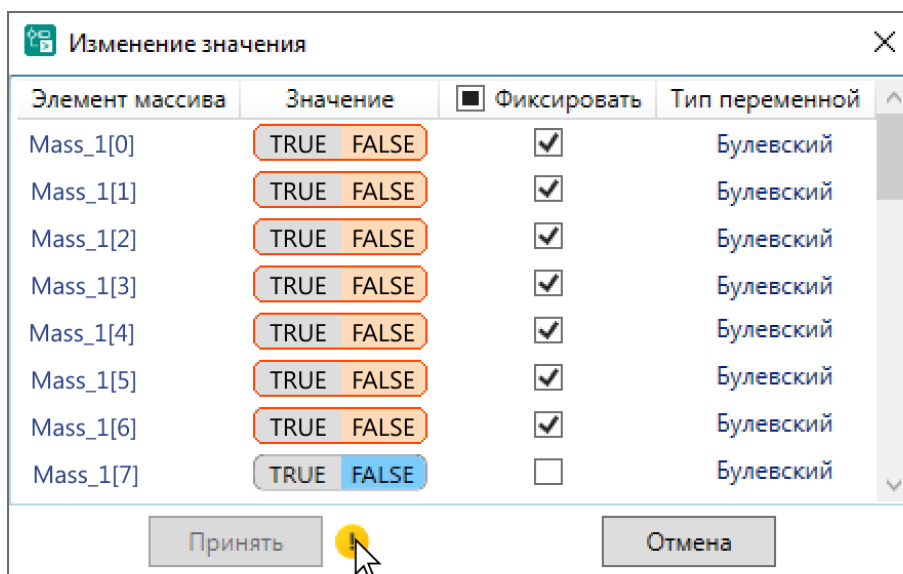 Изменение значения
Элемент массива Значение Фиксировать Тип переменной
Mass_1[0] TRUE FALSE Булевский
Mass_1[1] TRUE FALSE Булевский
Mass_1[2] TRUE FALSE Булевский
Mass_1[3] TRUE FALSE Булевский
Mass_1[4] TRUE FALSE Булевский
Mass_1[5] TRUE FALSE Булевский
Mass_1[6] TRUE FALSE Булевский
Mass_1[7] TRUE FALSE Булевский
Принять ! Отмена